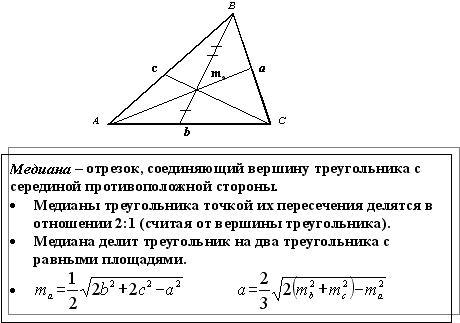 B
c
mₐ
a
A
b
C
Медиана – отрезок, соединяющий вершину треугольника с
серединой противоположной стороны.
• Медианы треугольника точкой их пересечения делятся в
отношении 2:1 (считая от вершины треугольника).
• Медиана делит треугольник на два треугольника с
равными площадями.
• mₐ = 1/2 √(2b² + 2c² − a²) a = 2/3 √(2(m_b² + m_c²) − mₐ²)